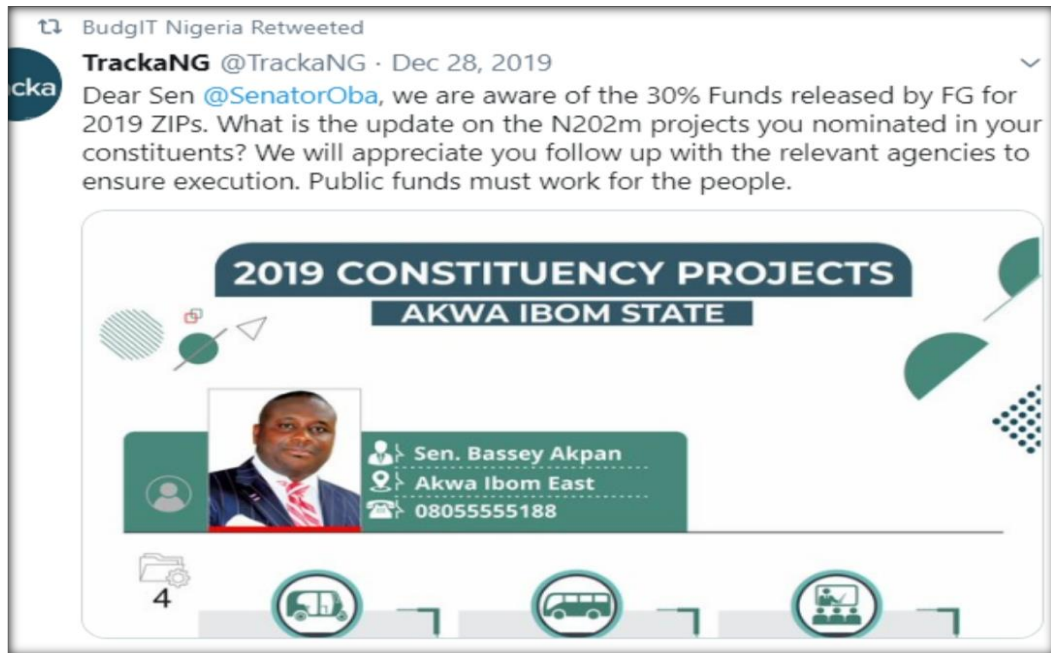 BudgIT Nigeria Retweeted
TrackaNG @TrackaNG · Dec 28, 2019
cka
Dear Sen @SenatorOba, we are aware of the 30% Funds released by FG for
2019 ZIPs. What is the update on the N202m projects you nominated in your
constituents? We will appreciate you follow up with the relevant agencies to
ensure execution. Public funds must work for the people.
2019 CONSTITUENCY PROJECTS
AKWA IBOM STATE
Sen. Bassey Akpan
Akwa Ibom East
08055555188
4